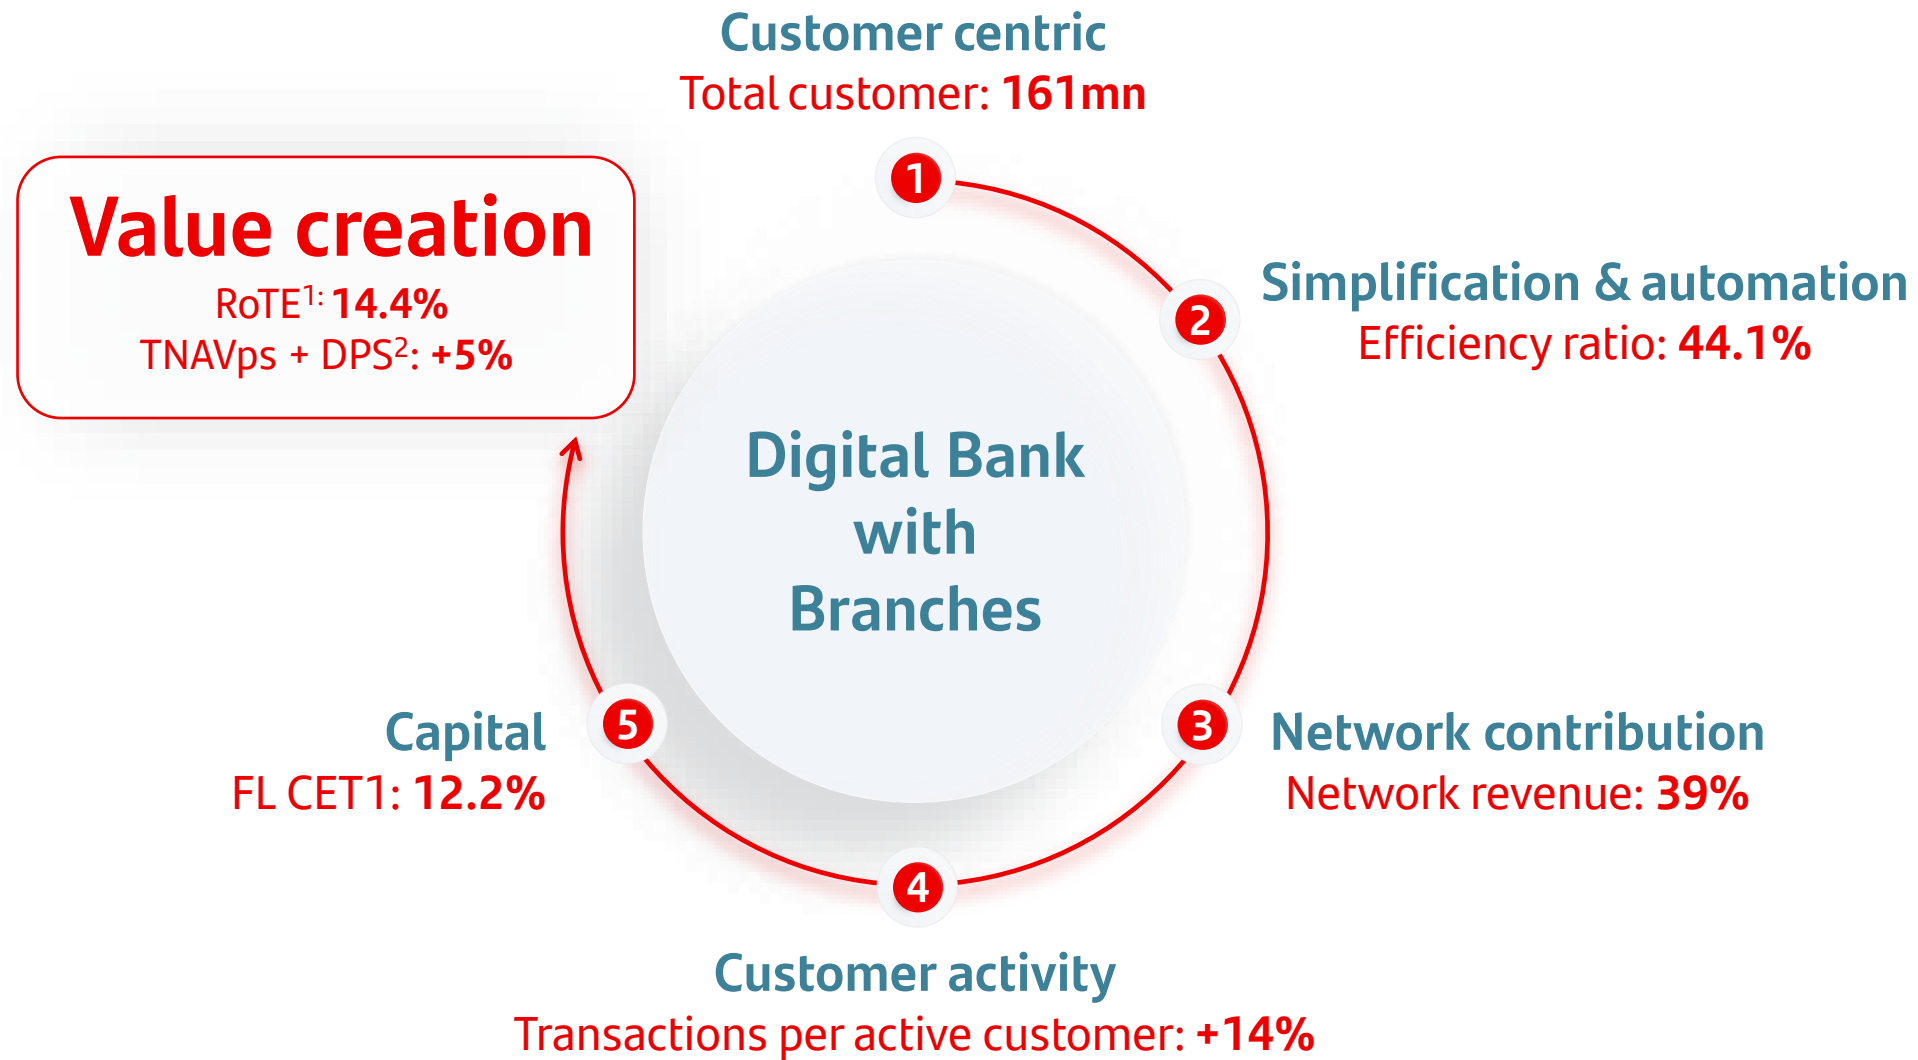 Customer centric
Total customer: 161mn
1
Value creation
RoTE¹: 14.4%
TNAVps + DPS²: +5%
2
Simplification & automation
Efficiency ratio: 44.1%
Digital Bank
with
Branches
3
Network contribution
Network revenue: 39%
4
Customer activity
Transactions per active customer: +14%
5
Capital
FL CET1: 12.2%